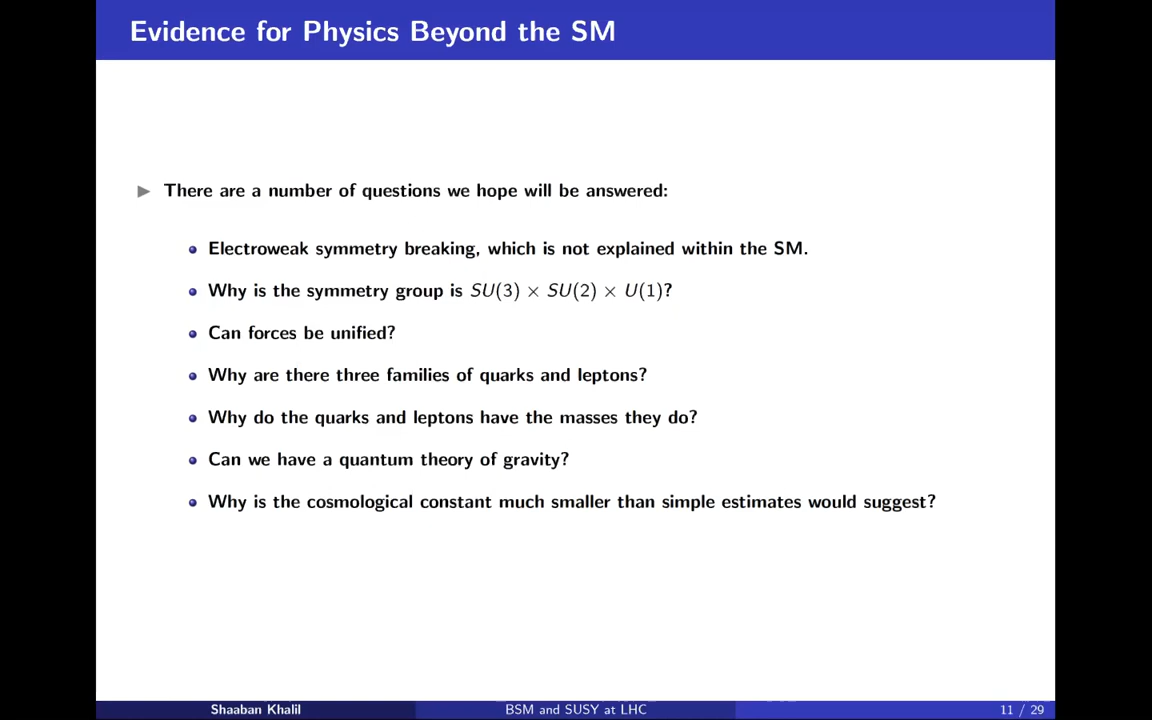 Evidence for Physics Beyond the SM
There are a number of questions we hope will be answered:
Electroweak symmetry breaking, which is not explained within the SM.
Why is the symmetry group is SU(3) × SU(2) × U(1)?
Can forces be unified?
Why are there three families of quarks and leptons?
Why do the quarks and leptons have the masses they do?
Can we have a quantum theory of gravity?
Why is the cosmological constant much smaller than simple estimates would suggest?
Shaaban Khalil BSM and SUSY at LHC 11 / 29